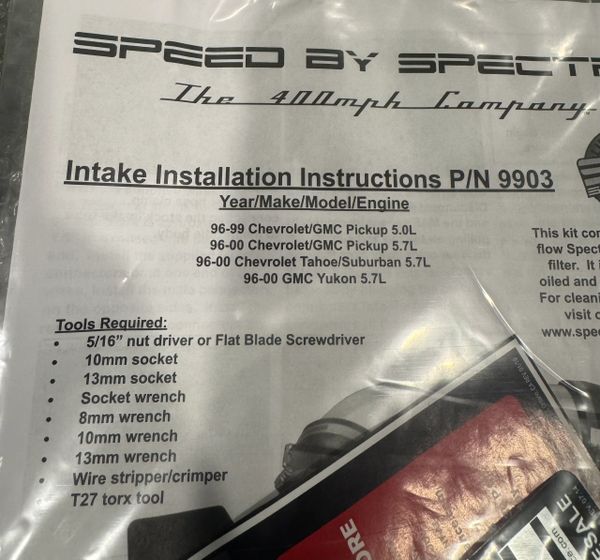 SPEED BY SPECTR
The 400mph Company
Intake Installation Instructions P/N 9903
Year/Make/Model/Engine
96-99 Chevrolet/GMC Pickup 5.0L
96-00 Chevrolet/GMC Pickup 5.7L
96-00 Chevrolet Tahoe/Suburban 5.7L
96-00 GMC Yukon 5.7L
This kit con
flow Spect
filter. It
oiled and
For cleani
visit o
www.spec
Tools Required:
• 5/16” nut driver or Flat Blade Screwdriver
• 10mm socket
• 13mm socket
• Socket wrench
• 8mm wrench
• 10mm wrench
• 13mm wrench
• Wire stripper/crimper
• T27 torx tool
ORE
SALE